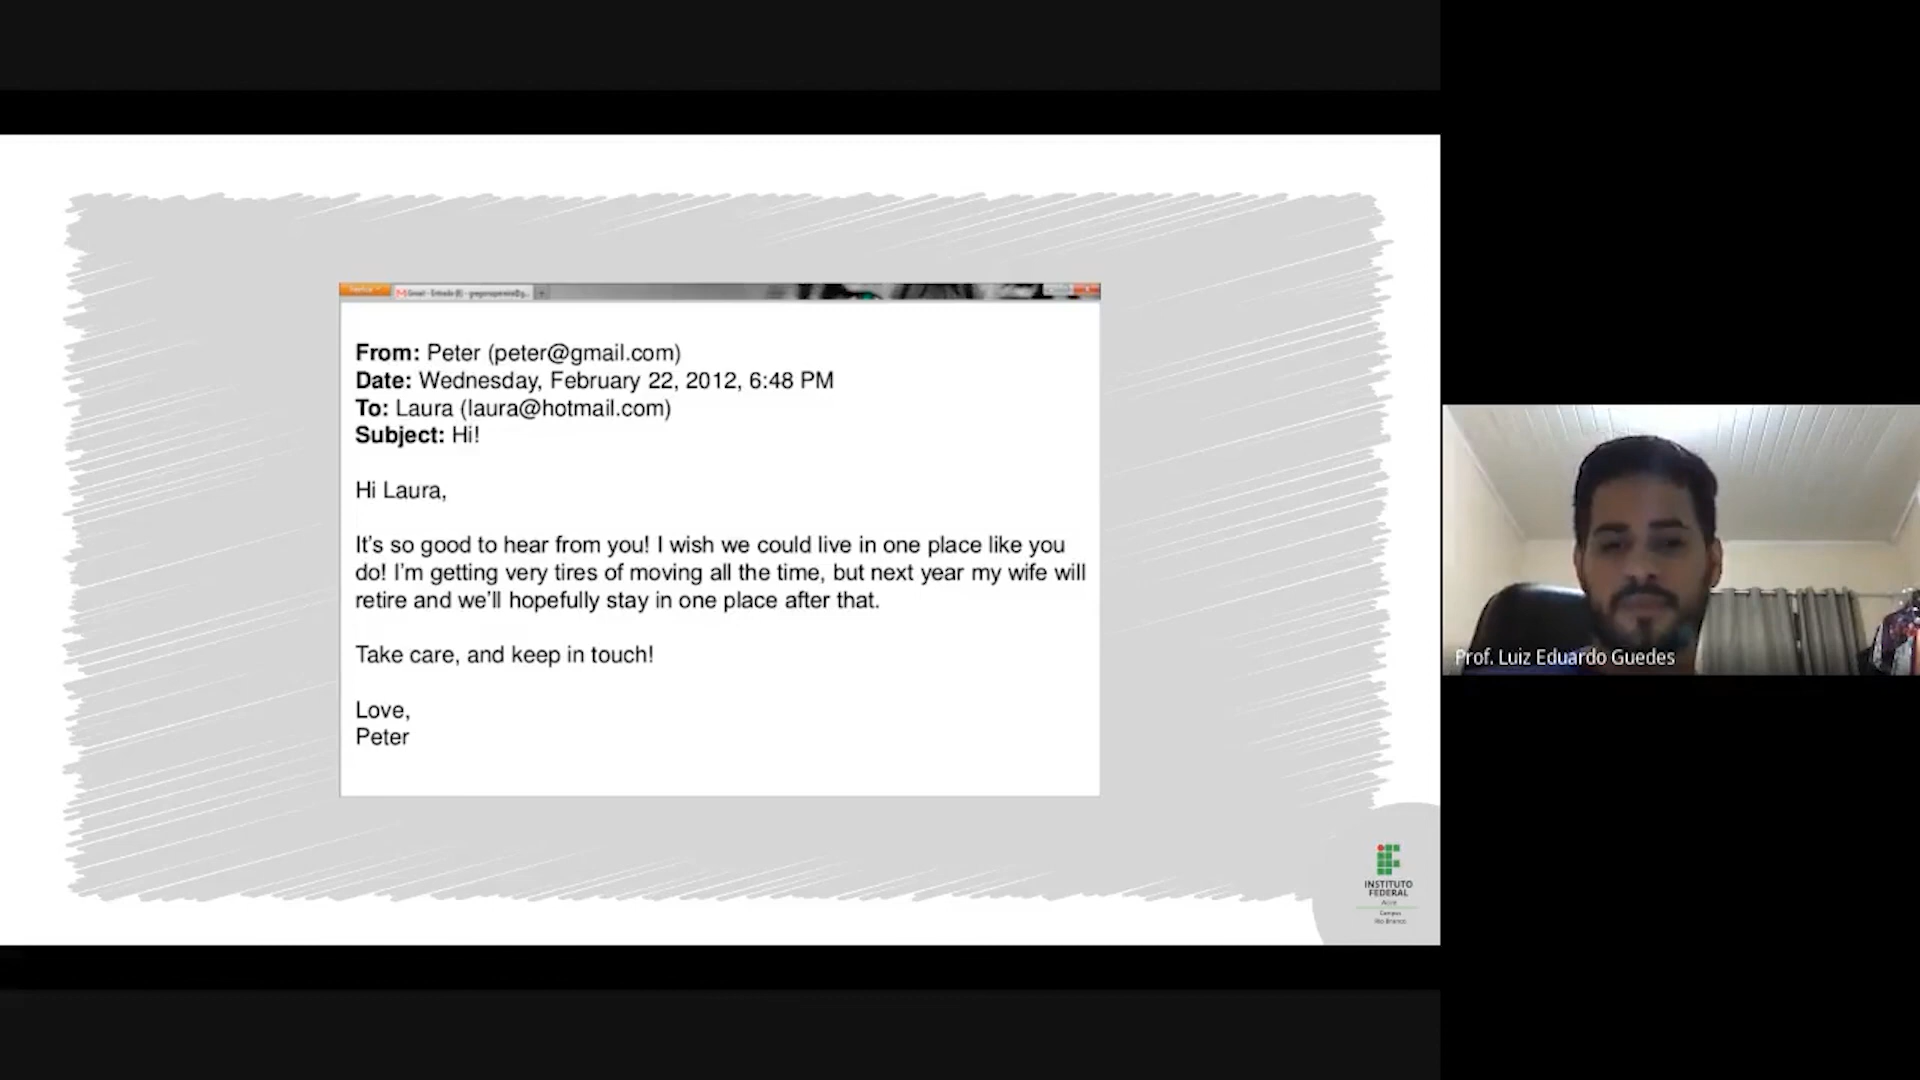 From: Peter (peter@gmail.com)
Date: Wednesday, February 22, 2012, 6:48 PM
To: Laura (laura@hotmail.com)
Subject: Hi!
Hi Laura,
It's so good to hear from you! I wish we could live in one place like you
do! I'm getting very tires of moving all the time, but next year my wife will
retire and we'll hopefully stay in one place after that.
Take care, and keep in touch!
Love,
Peter
Prof. Luiz Eduardo Guedes
INSTITUTO
FEDERAL
Acre
Campus
Rio Branco